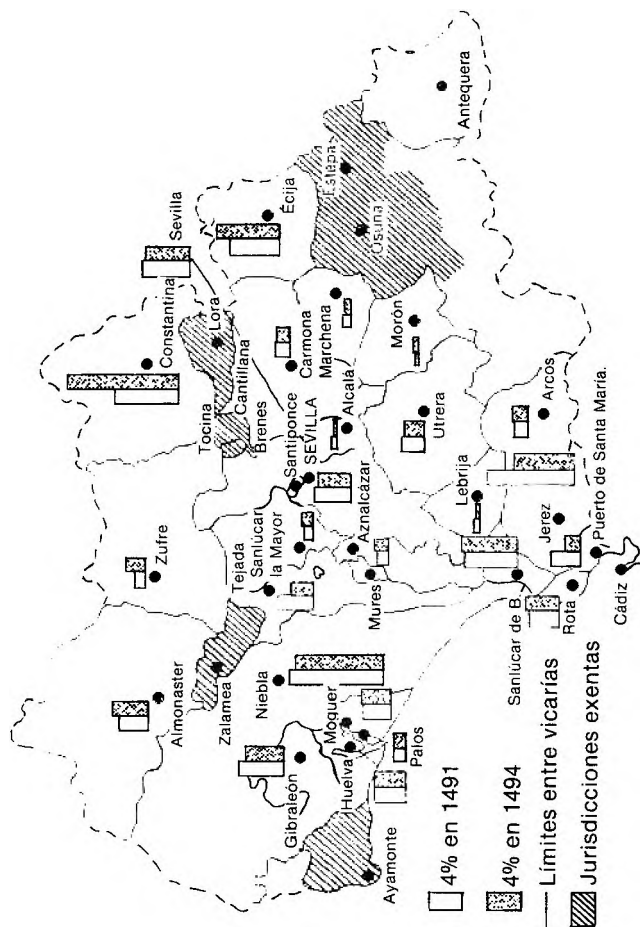 Sevilla
Constantina
Antequera
Écija
Estepa
Osuna
Lora
Cantillana
Tocina
Brenes
Carmona
Marchena
Morón
Zufre
Santiponce
SEVILLA
Alcalá
Utrera
Arcos
Almonaster
Zalamea
Tejada
Sanlúcar
la Mayor
Aznalcázar
Mures
Lebrija
Jerez
Puerto de Santa María.
Niebla
Sanlúcar de B.
Rota
Cádiz
Gibraleón
Moguer
Huelva
Palos
Ayamonte
4% en 1491
4% en 1494
Límites entre vicarías
Jurisdicciones exentas